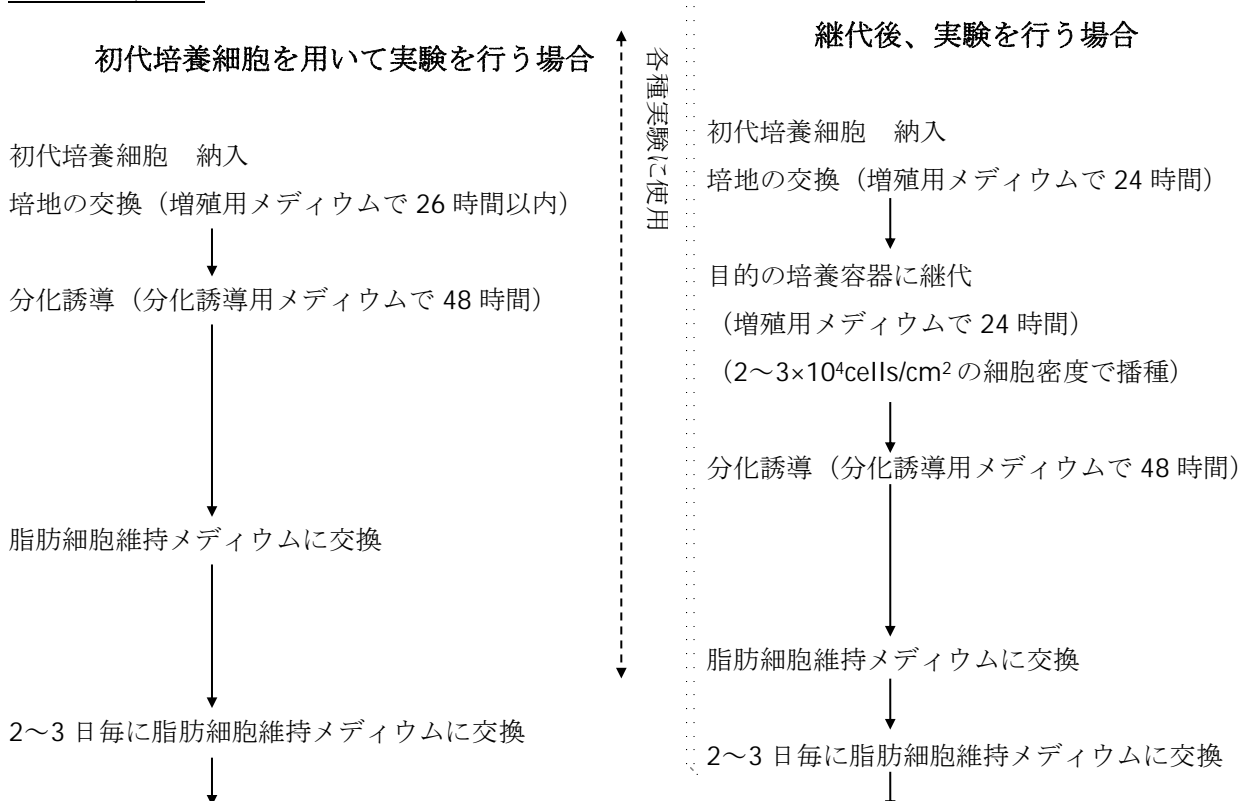 初代培養細胞を用いて実験を行う場合
初代培養細胞　納入
培地の交換（増殖用メディウムで 26 時間以内）
分化誘導（分化誘導用メディウムで 48 時間）
脂肪細胞維持メディウムに交換
2～3 日毎に脂肪細胞維持メディウムに交換
各種実験に使用
継代後、実験を行う場合
初代培養細胞　納入
培地の交換（増殖用メディウムで 24 時間）
目的の培養容器に継代
（増殖用メディウムで 24 時間）
（2～3×10⁴cells/cm² の細胞密度で播種）
分化誘導（分化誘導用メディウムで 48 時間）
脂肪細胞維持メディウムに交換
2～3 日毎に脂肪細胞維持メディウムに交換